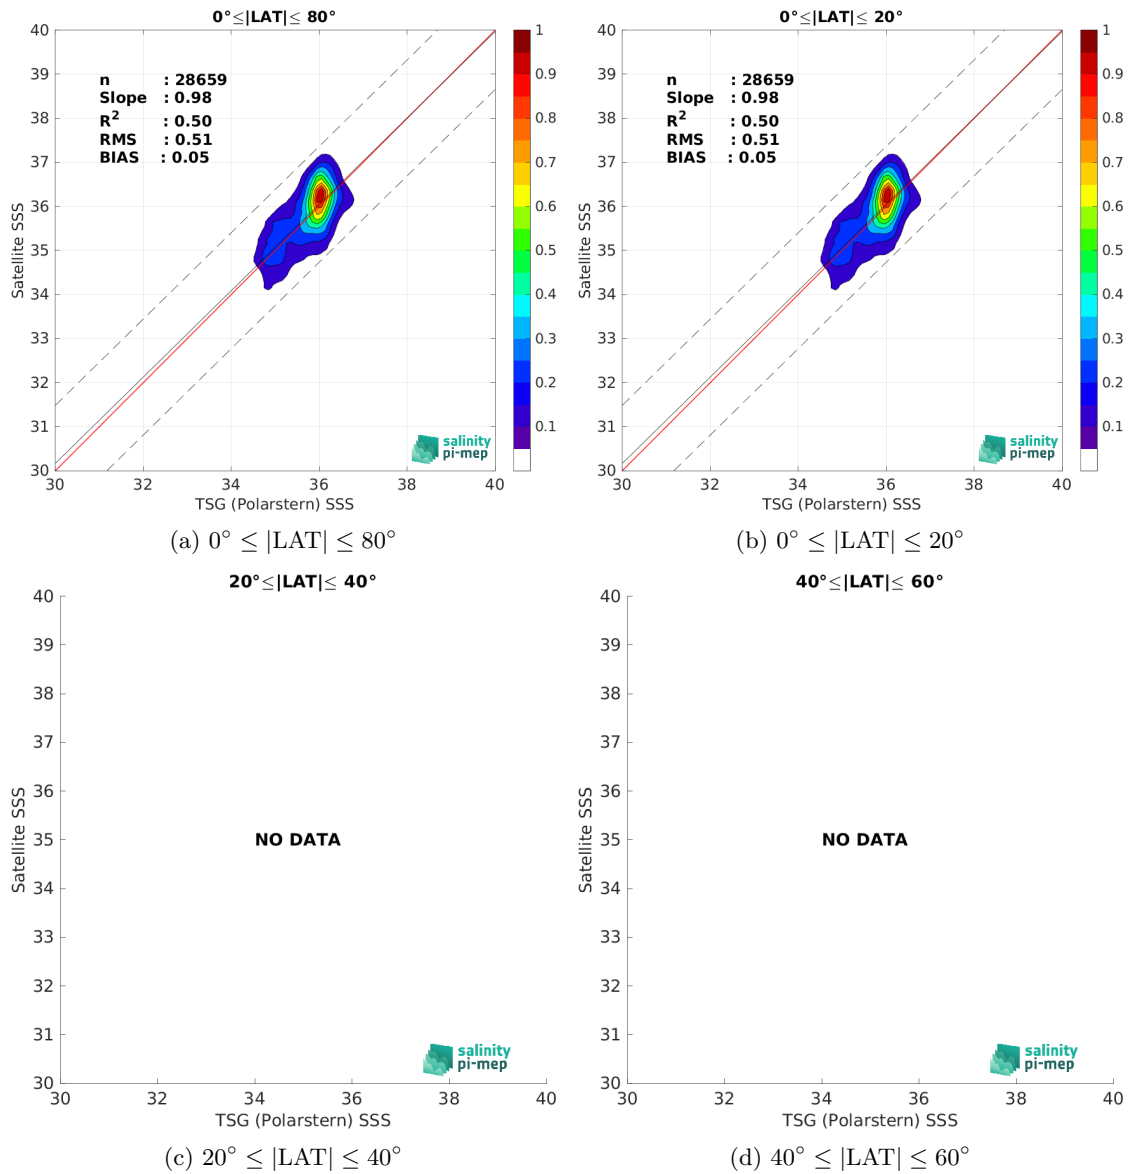 0°≤|LAT|≤ 80°
40
39
38
37
36
35
34
33
32
31
30
Satellite SSS
n : 28659
Slope : 0.98
R² : 0.50
RMS : 0.51
BIAS : 0.05
salinity
pi-mep
30 32 34 36 38 40
TSG (Polarstern) SSS
1
0.9
0.8
0.7
0.6
0.5
0.4
0.3
0.2
0.1
(a) 0° ≤ |LAT| ≤ 80°
0°≤|LAT|≤ 20°
40
39
38
37
36
35
34
33
32
31
30
Satellite SSS
n : 28659
Slope : 0.98
R² : 0.50
RMS : 0.51
BIAS : 0.05
salinity
pi-mep
30 32 34 36 38 40
TSG (Polarstern) SSS
1
0.9
0.8
0.7
0.6
0.5
0.4
0.3
0.2
0.1
(b) 0° ≤ |LAT| ≤ 20°
20°≤|LAT|≤ 40°
40
39
38
37
36
35
34
33
32
31
30
Satellite SSS
NO DATA
salinity
pi-mep
30 32 34 36 38 40
TSG (Polarstern) SSS
(c) 20° ≤ |LAT| ≤ 40°
40°≤|LAT|≤ 60°
40
39
38
37
36
35
34
33
32
31
30
Satellite SSS
NO DATA
salinity
pi-mep
30 32 34 36 38 40
TSG (Polarstern) SSS
(d) 40° ≤ |LAT| ≤ 60°